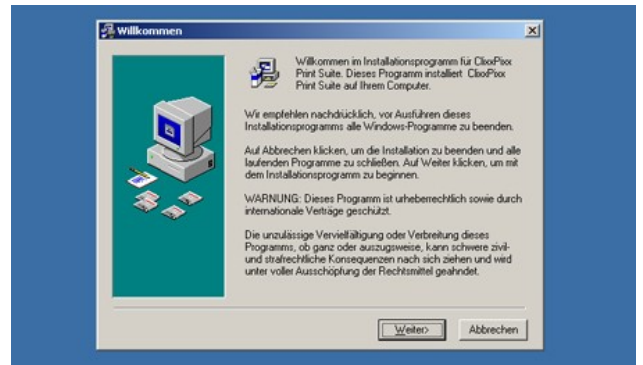 Willkommen
Willkommen im Installationsprogramm für ClixxPixx
Print Suite. Dieses Programm installiert ClixxPixx
Print Suite auf Ihrem Computer.
Wir empfehlen nachdrücklich, vor Ausführen dieses
Installationsprogramms alle Windows-Programme zu beenden.
Auf Abbrechen klicken, um die Installation zu beenden und alle
laufenden Programme zu schließen. Auf Weiter klicken, um mit
dem Installationsprogramm zu beginnen.
WARNUNG: Dieses Programm ist urheberrechtlich sowie durch
internationale Verträge geschützt.
Die unzulässige Vervielfältigung oder Verbreitung dieses
Programms, ob ganz oder auszugsweise, kann schwere zivil-
und strafrechtliche Konsequenzen nach sich ziehen und wird
unter voller Ausschöpfung der Rechtsmittel geahndet.
Weiter> Abbrechen